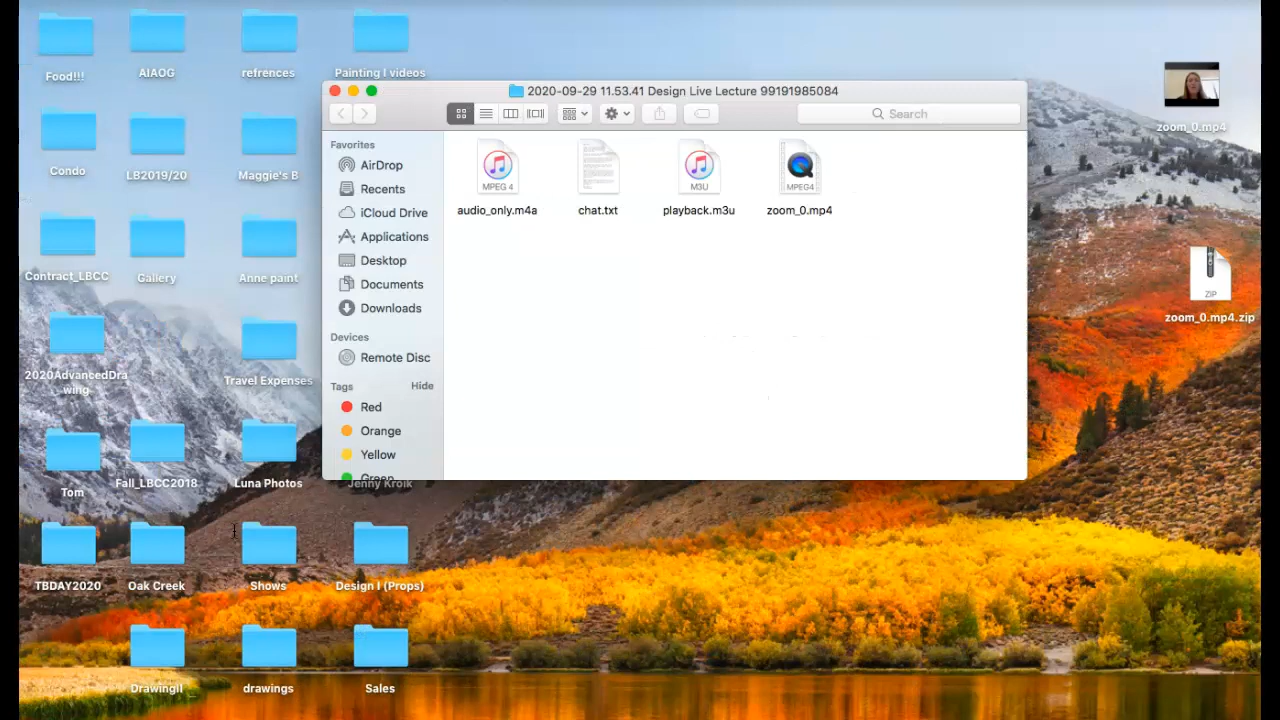 Food!!!
AIAOG
refrences
Painting I videos
zoom_0.mp4
Condo
LB2019/20
Maggie's B
Contract_LBCC
Gallery
Anne paint
zoom_0.mp4.zip
ZIP
2020AdvancedDra
wing
Travel Expenses
Tom
Fall_LBCC2018
Luna Photos
Jenny Kroik
TBDAY2020
Oak Creek
Shows
Design I (Props)
DrawingII
drawings
Sales
2020-09-29 11.53.41 Design Live Lecture 99191985084
Search
Favorites
AirDrop
Recents
iCloud Drive
Applications
Desktop
Documents
Downloads
Devices
Remote Disc
Tags Hide
Red
Orange
Yellow
Green
MPEG 4
M3U
MPEG4
audio_only.m4a
chat.txt
playback.m3u
zoom_0.mp4